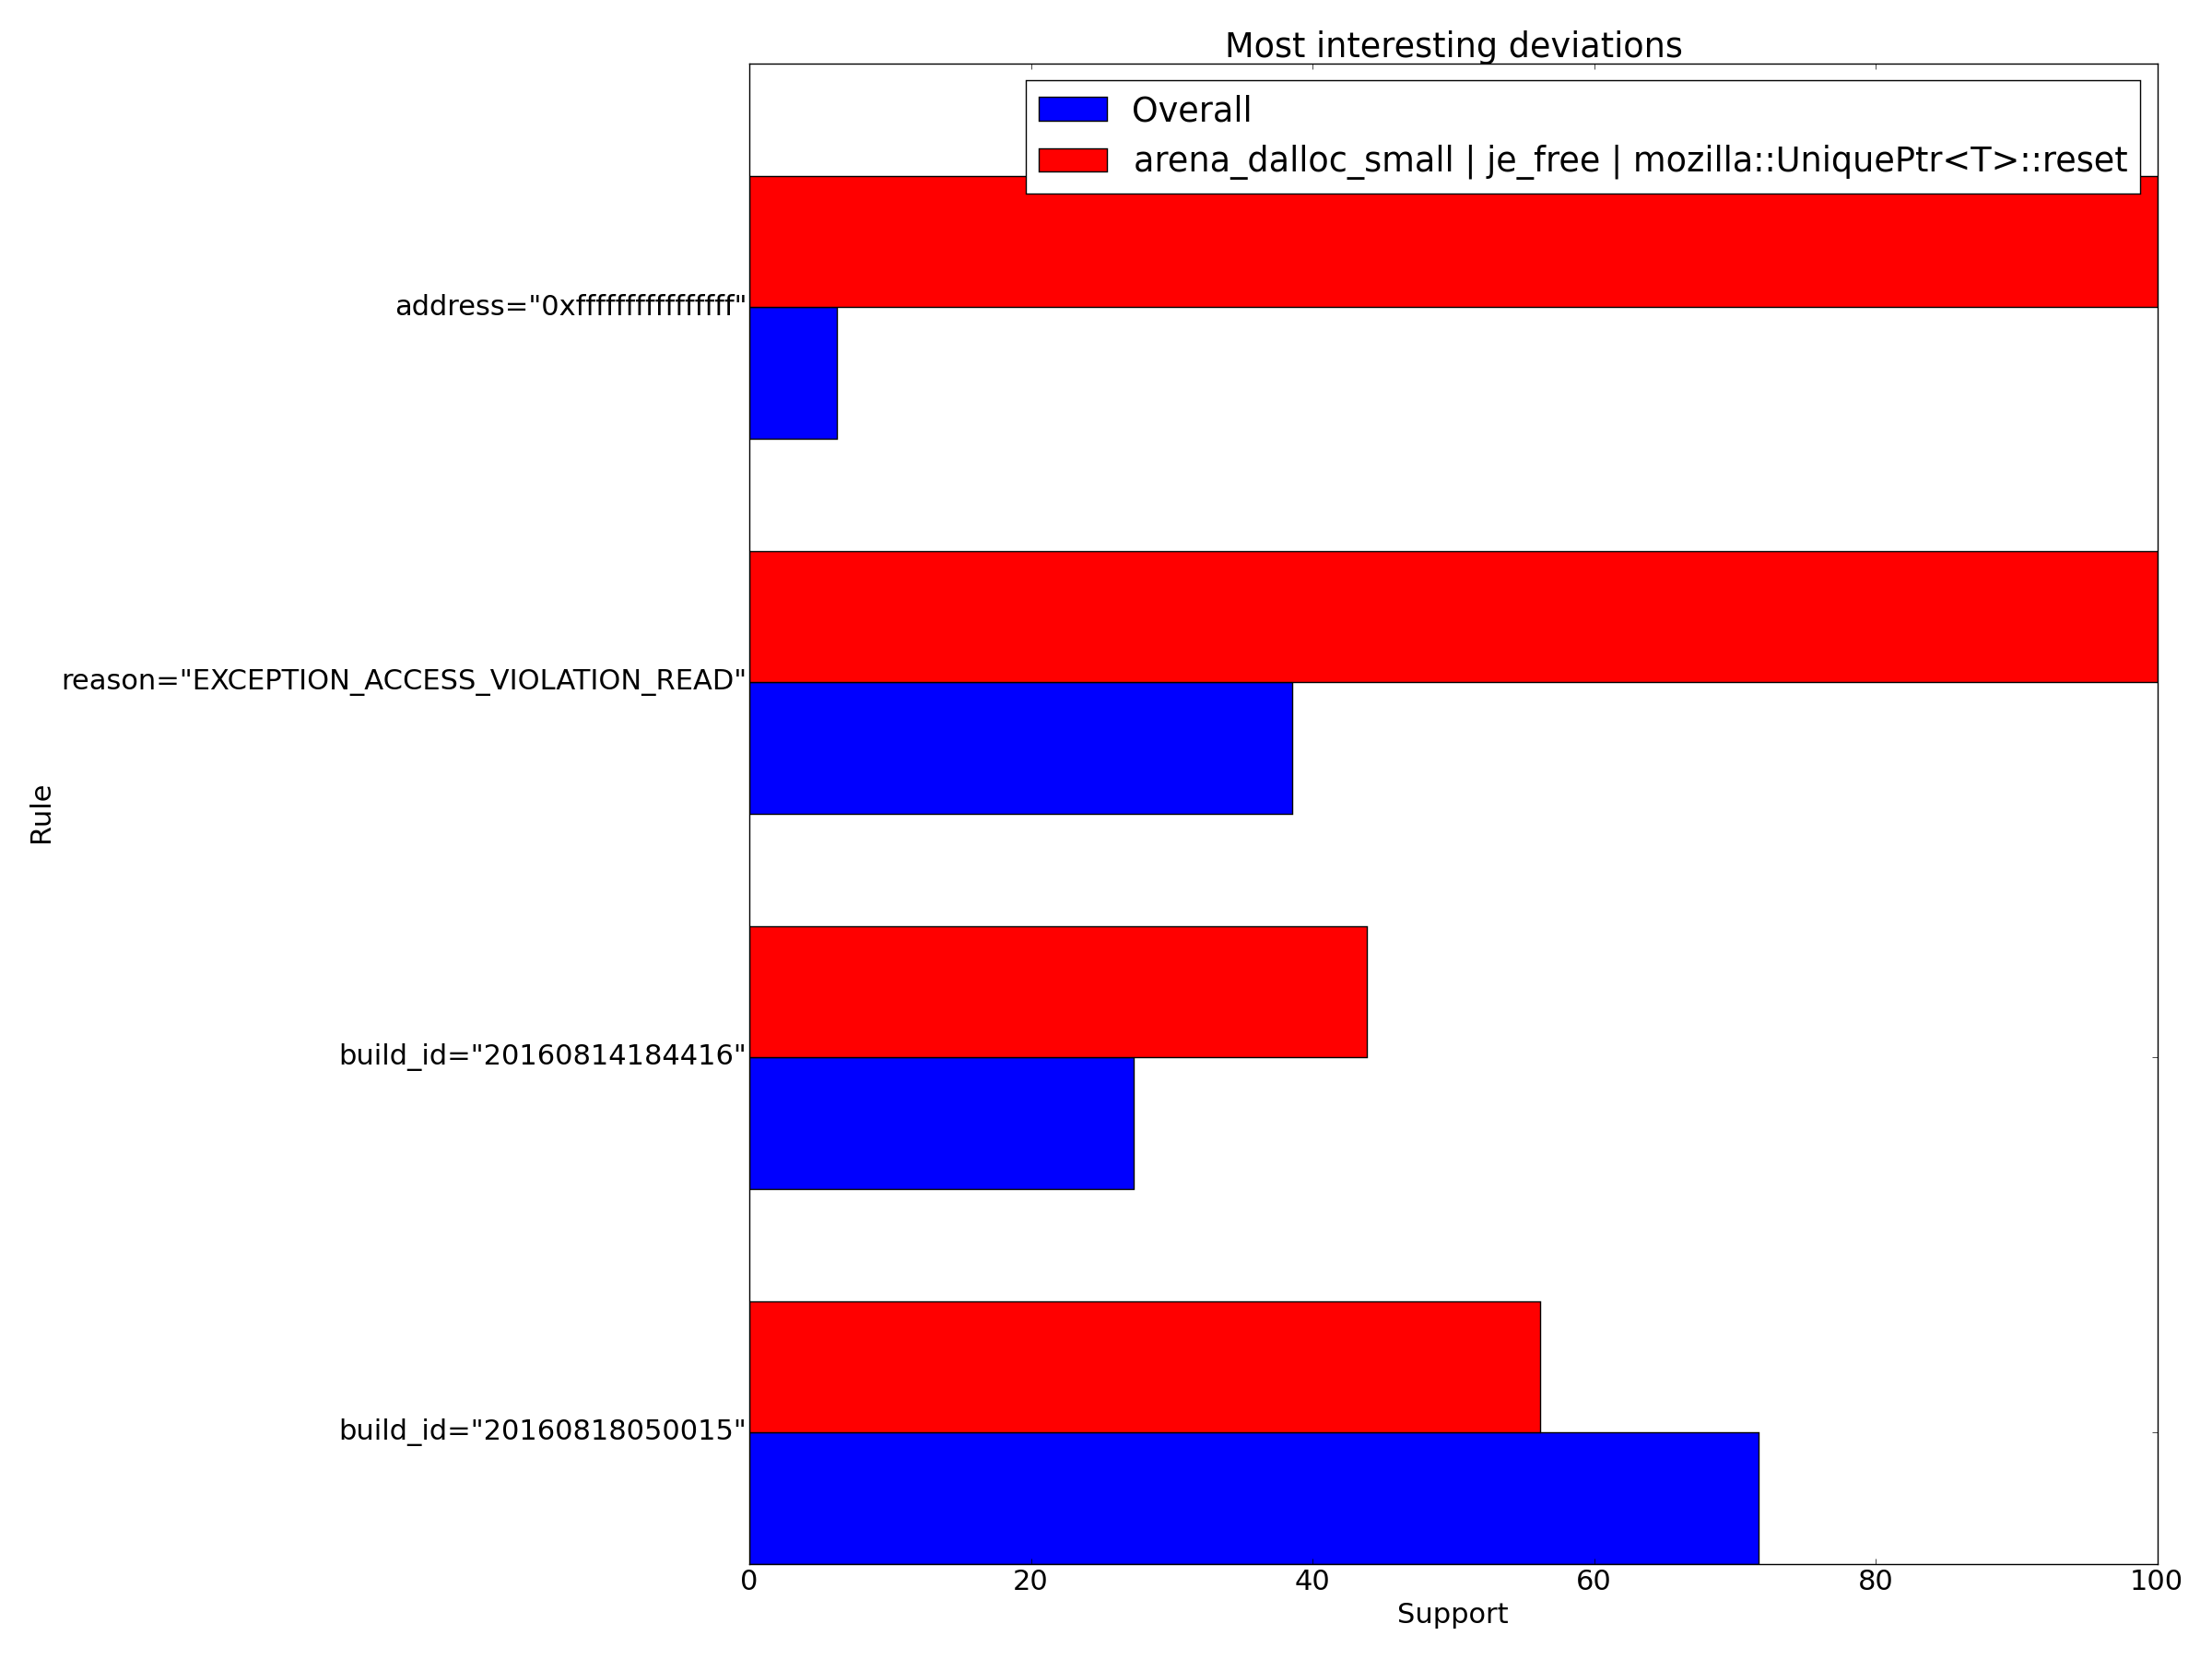 Most interesting deviations
Overall
arena_dalloc_small | je_free | mozilla::UniquePtr<T>::reset
address="0xffffffffffffffff"
reason="EXCEPTION_ACCESS_VIOLATION_READ"
Rule
build_id="20160814184416"
build_id="20160818050015"
0 20 40 60 80 100
Support